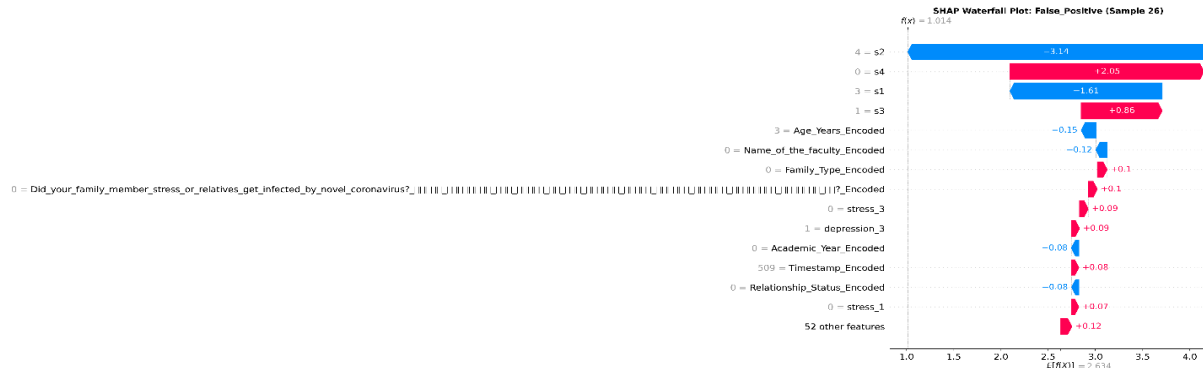 SHAP Waterfall Plot: False_Positive (Sample 26)
f(x) = 1.014
4 = s2
−3.14
0 = s4
+2.05
3 = s1
−1.61
1 = s3
+0.86
3 = Age_Years_Encoded
−0.15
0 = Name_of_the_faculty_Encoded
−0.12
0 = Family_Type_Encoded
+0.1
0 = Did_your_family_member_stress_or_relatives_get_infected_by_novel_coronavirus?_
?_Encoded
+0.1
0 = stress_3
+0.09
1 = depression_3
+0.09
0 = Academic_Year_Encoded
−0.08
509 = Timestamp_Encoded
+0.08
0 = Relationship_Status_Encoded
−0.08
0 = stress_1
+0.07
52 other features
+0.12
1.0 1.5 2.0 2.5 3.0 3.5 4.0
E[f(X)] = 2.634